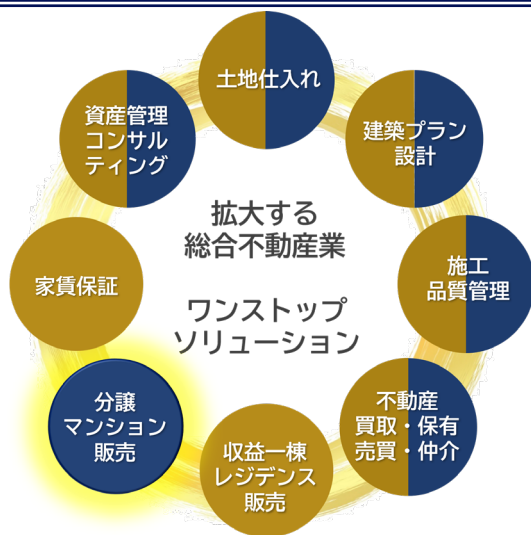 土地仕入れ
建築プラン
設計
施工
品質管理
不動産
買取・保有
売買・仲介
収益一棟
レジデンス
販売
分譲
マンション
販売
家賃保証
資産管理
コンサル
ティング
拡大する
総合不動産業
ワンストップ
ソリューション